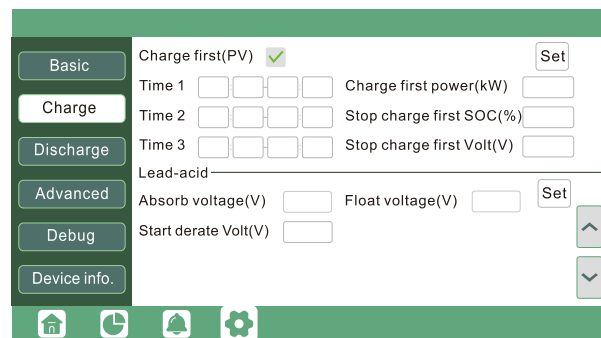 Basic
Charge
Discharge
Advanced
Debug
Device info.
Charge first(PV) Set
Time 1 Charge first power(kW)
Time 2 Stop charge first SOC(%)
Time 3 Stop charge first Volt(V)
Lead-acid
Absorb voltage(V) Float voltage(V) Set
Start derate Volt(V)